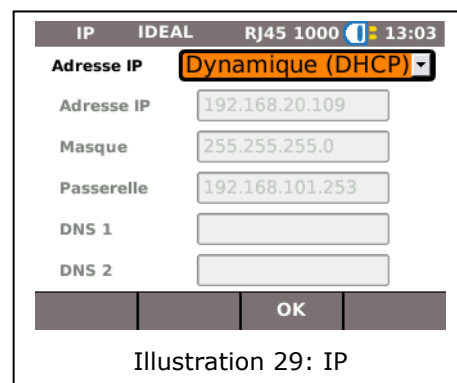 IP IDEAL RJ45 1000 13:03
Adresse IP Dynamique (DHCP)
Adresse IP 192.168.20.109
Masque 255.255.255.0
Passerelle 192.168.101.253
DNS 1
DNS 2
OK
Illustration 29: IP